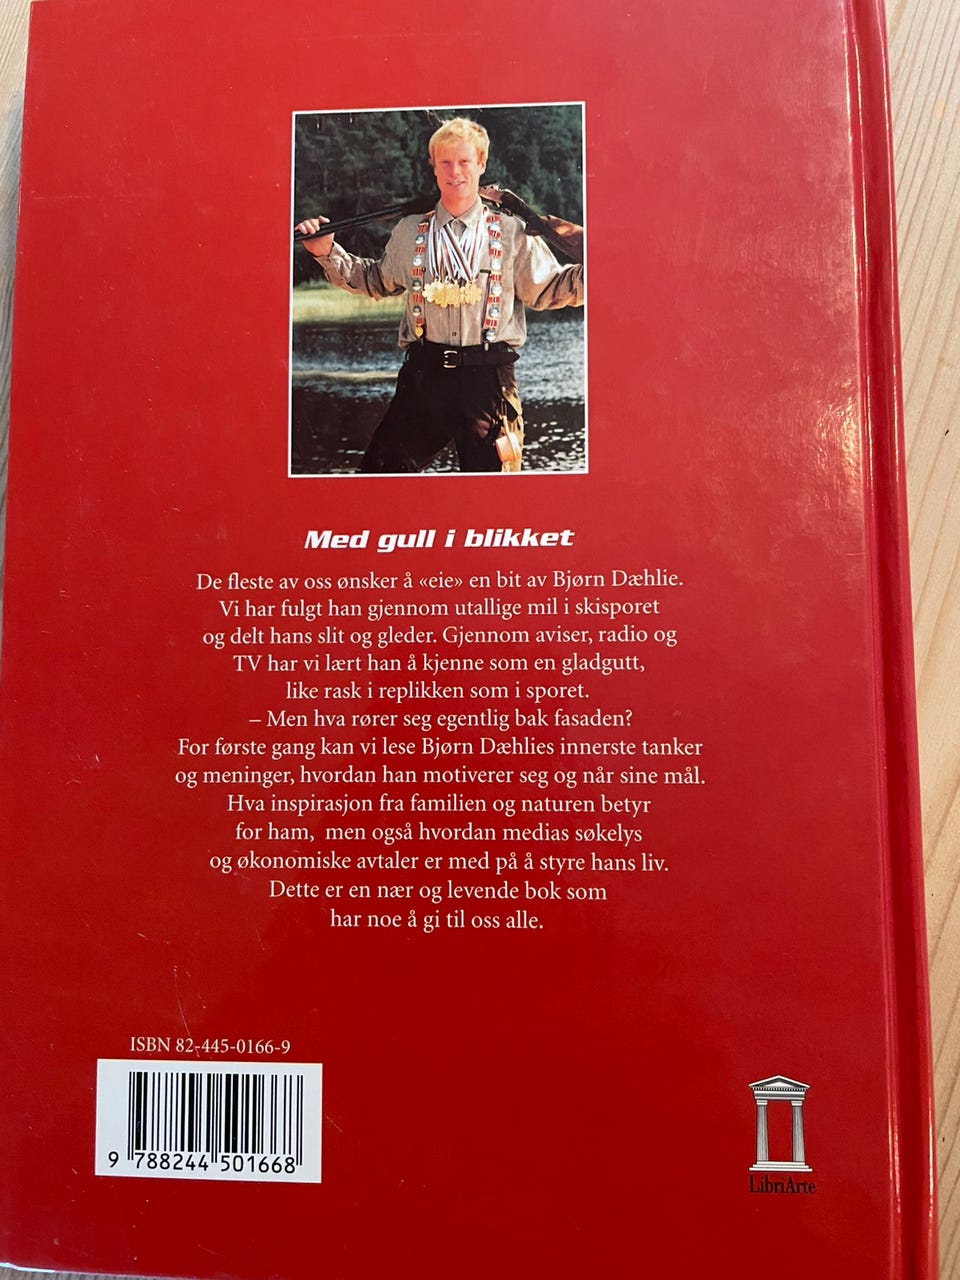 Med gull i blikket
De fleste av oss ønsker å «eie» en bit av Bjørn Dæhlie.
Vi har fulgt han gjennom utallige mil i skisporet
og delt hans slit og gleder. Gjennom aviser, radio og
TV har vi lært han å kjenne som en gladgutt,
like rask i replikken som i sporet.
– Men hva rører seg egentlig bak fasaden?
For første gang kan vi lese Bjørn Dæhlies innerste tanker
og meninger, hvordan han motiverer seg og når sine mål.
Hva inspirasjon fra familien og naturen betyr
for ham, men også hvordan medias søkelys
og økonomiske avtaler er med på å styre hans liv.
Dette er en nær og levende bok som
har noe å gi til oss alle.
ISBN 82-445-0166-9
9 788244 501668
LibriArte